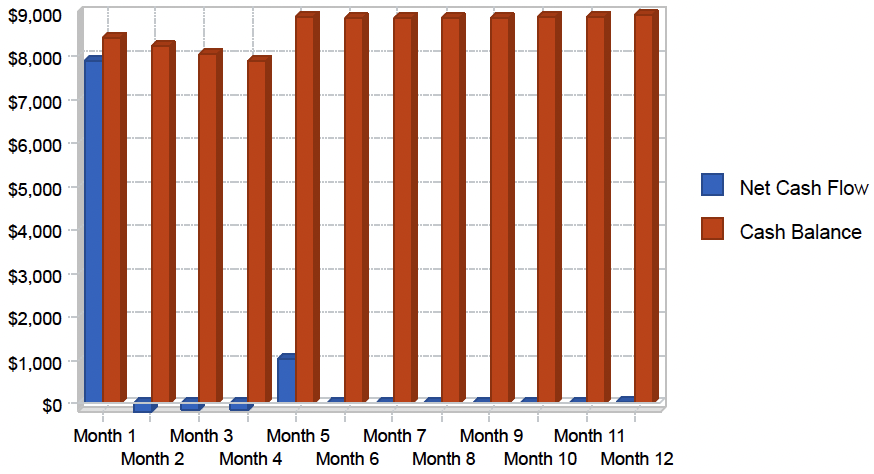 $9,000
$8,000
$7,000
$6,000
$5,000
$4,000
$3,000
$2,000
$1,000
$0
Month 1
Month 2
Month 3
Month 4
Month 5
Month 6
Month 7
Month 8
Month 9
Month 10
Month 11
Month 12
Net Cash Flow
Cash Balance